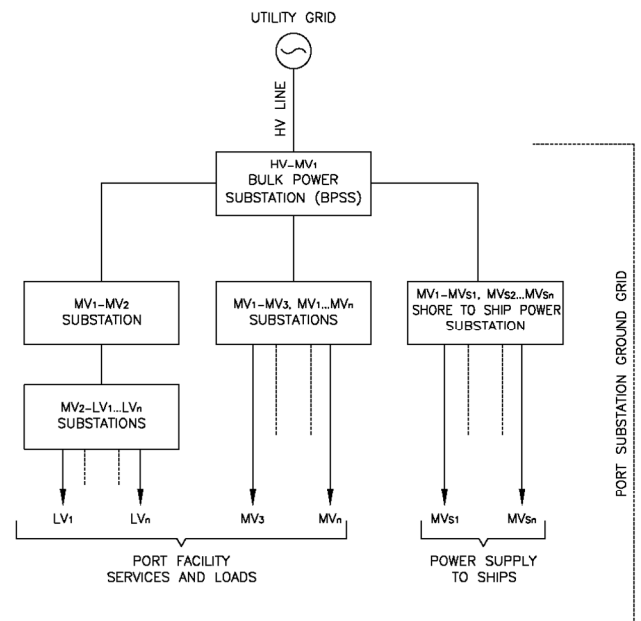 UTILITY GRID
HV LINE
HV-MV1
BULK POWER
SUBSTATION (BPSS)
MV1-MV2
SUBSTATION
MV1-MV3, MV1...MVn
SUBSTATIONS
MV1-MVS1, MVS2...MVSn
SHORE TO SHIP POWER
SUBSTATION
MV2-LV1...LVn
SUBSTATIONS
LV1
LVn
MV3
MVn
MVS1
MVSn
PORT FACILITY
SERVICES AND LOADS
POWER SUPPLY
TO SHIPS
PORT SUBSTATION GROUND GRID